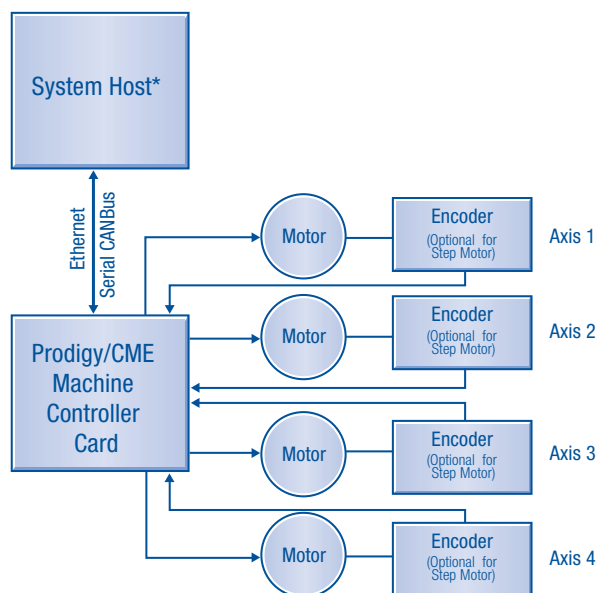 System Host*
Ethernet
Serial CANBus
Motor
Encoder
(Optional for
Step Motor)
Axis 1
Motor
Encoder
(Optional for
Step Motor)
Axis 2
Prodigy/CME
Machine
Controller
Card
Motor
Encoder
(Optional for
Step Motor)
Axis 3
Motor
Encoder
(Optional for
Step Motor)
Axis 4